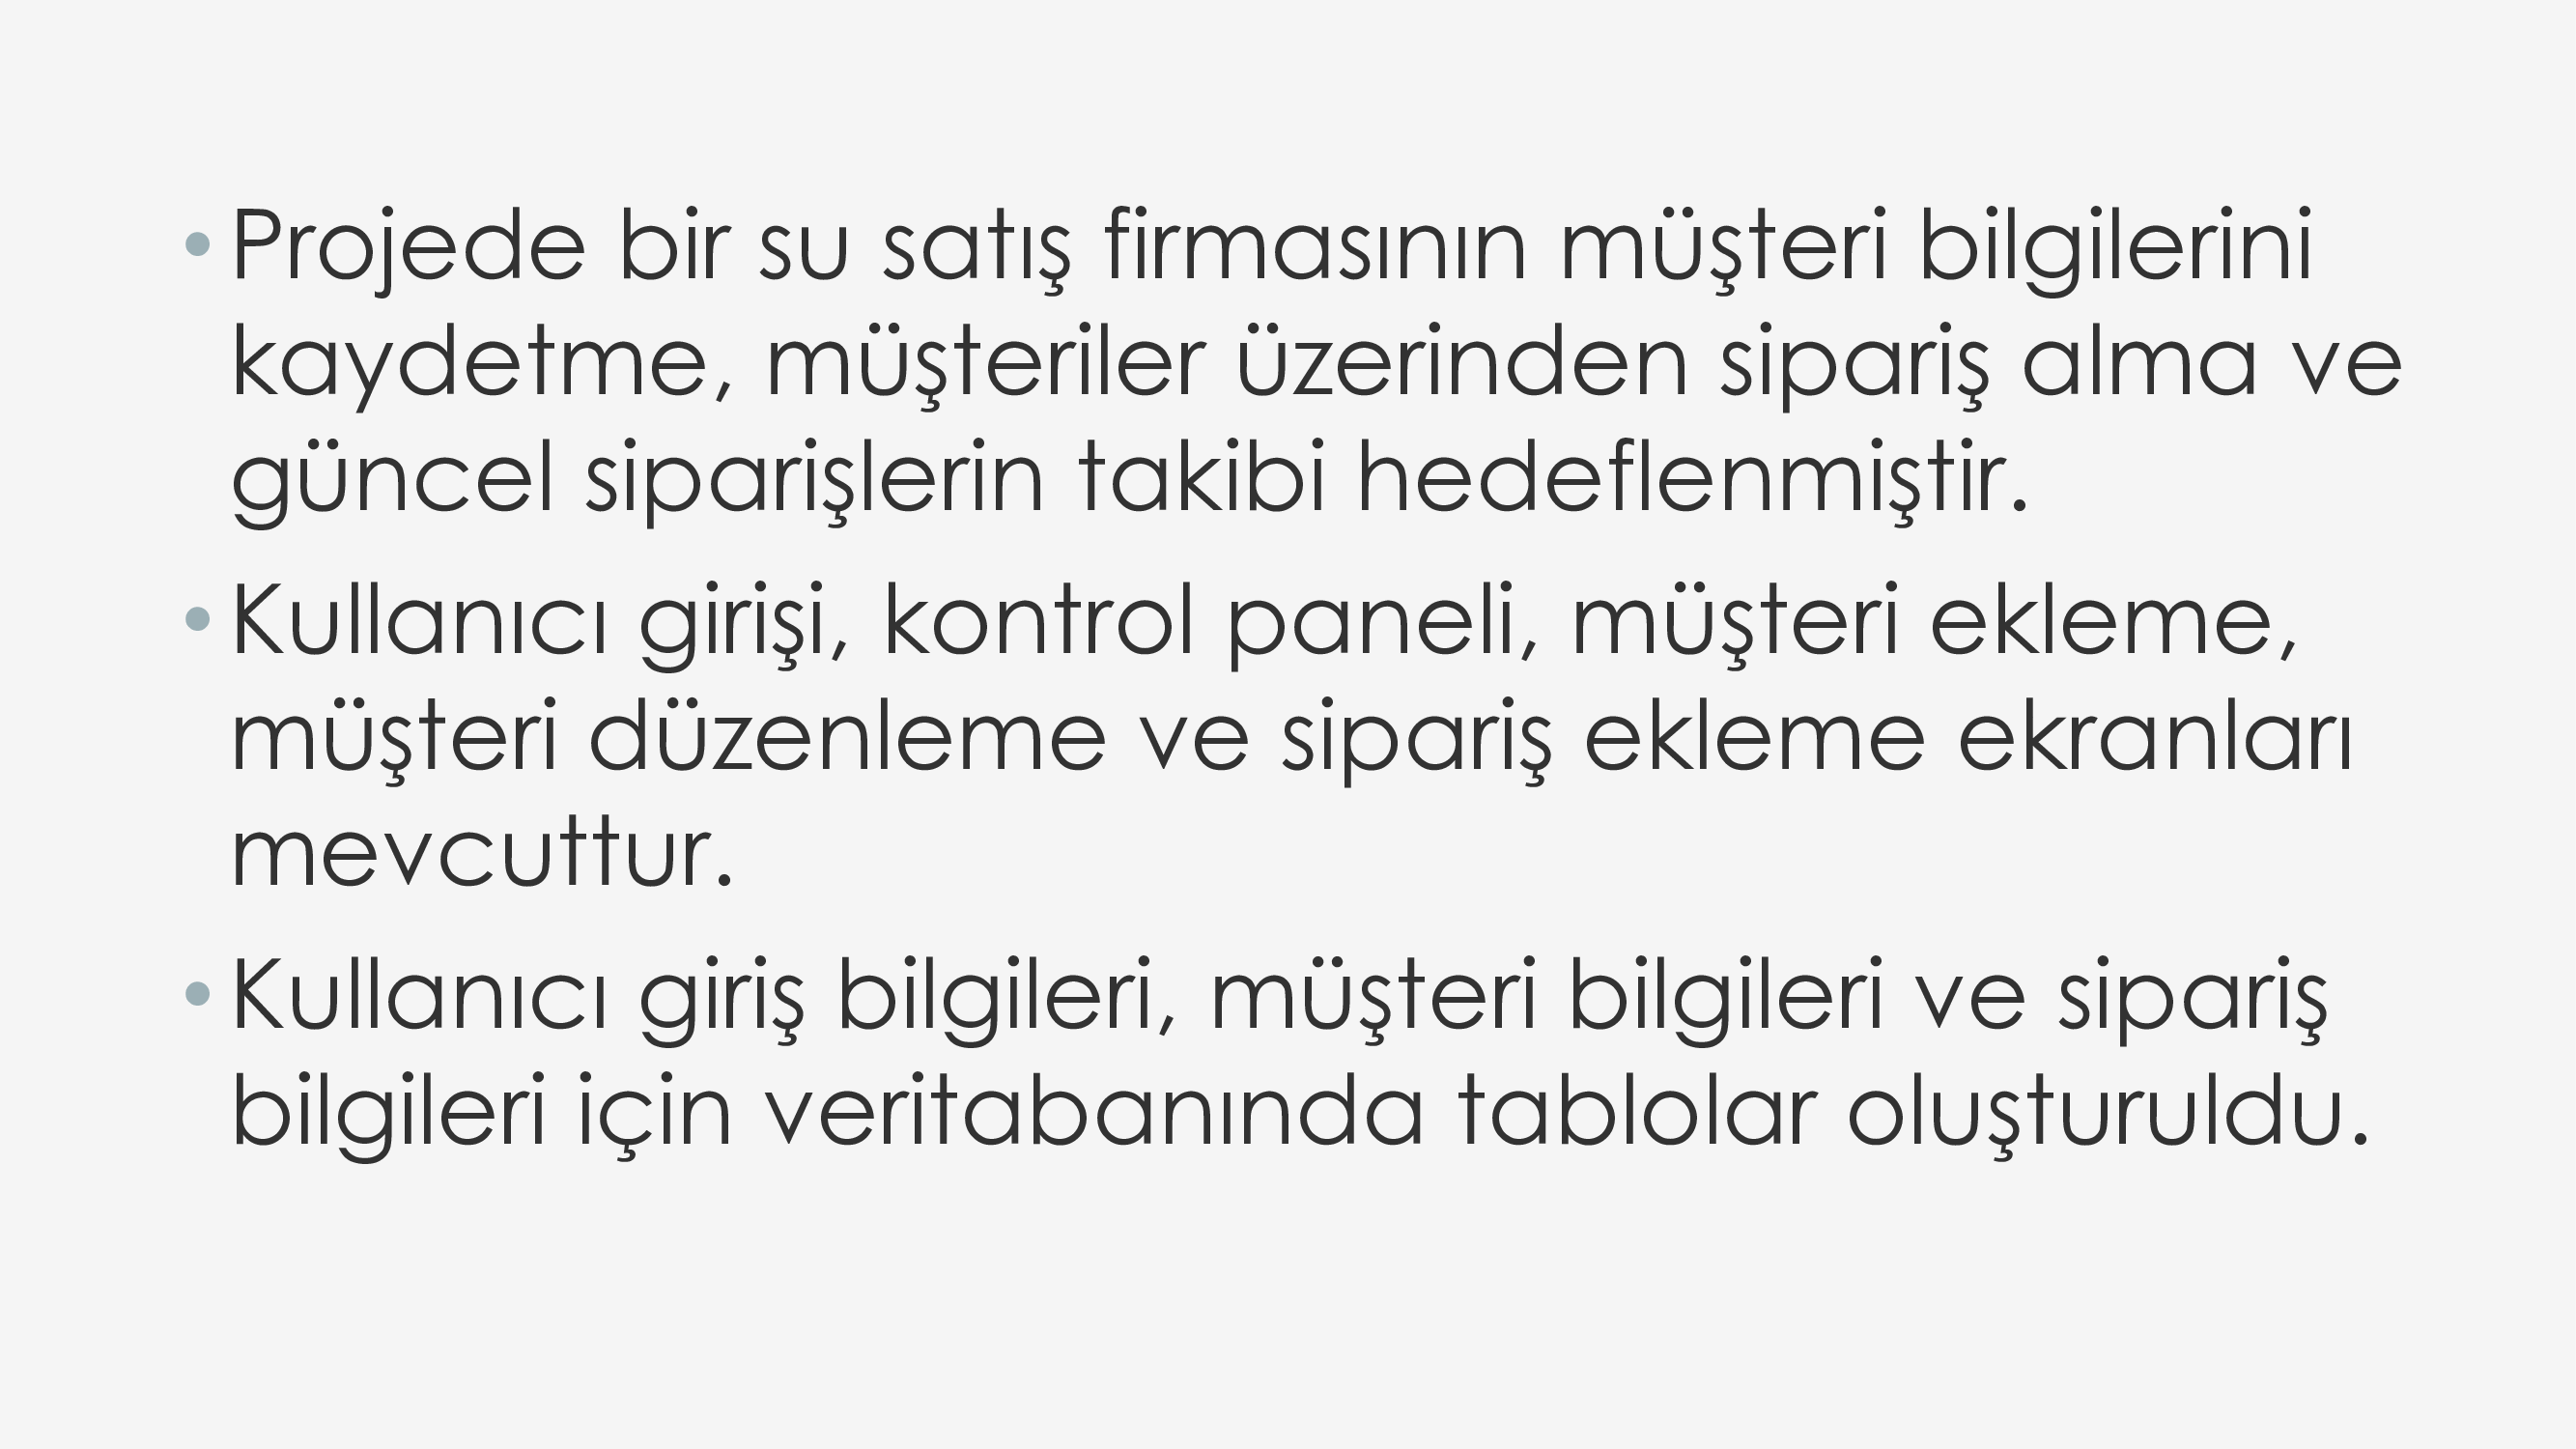 • Projede bir su satış firmasının müşteri bilgilerini
kaydetme, müşteriler üzerinden sipariş alma ve
güncel siparişlerin takibi hedeflenmiştir.
• Kullanıcı girişi, kontrol paneli, müşteri ekleme,
müşteri düzenleme ve sipariş ekleme ekranları
mevcuttur.
• Kullanıcı giriş bilgileri, müşteri bilgileri ve sipariş
bilgileri için veritabanında tablolar oluşturuldu.